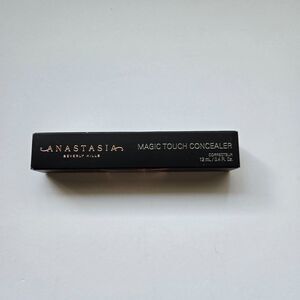 ANASTASIA
BEVERLY HILLS
MAGIC TOUCH CONCEALER
CORRECTEUR
12 mL / 0.4 fl. Oz.